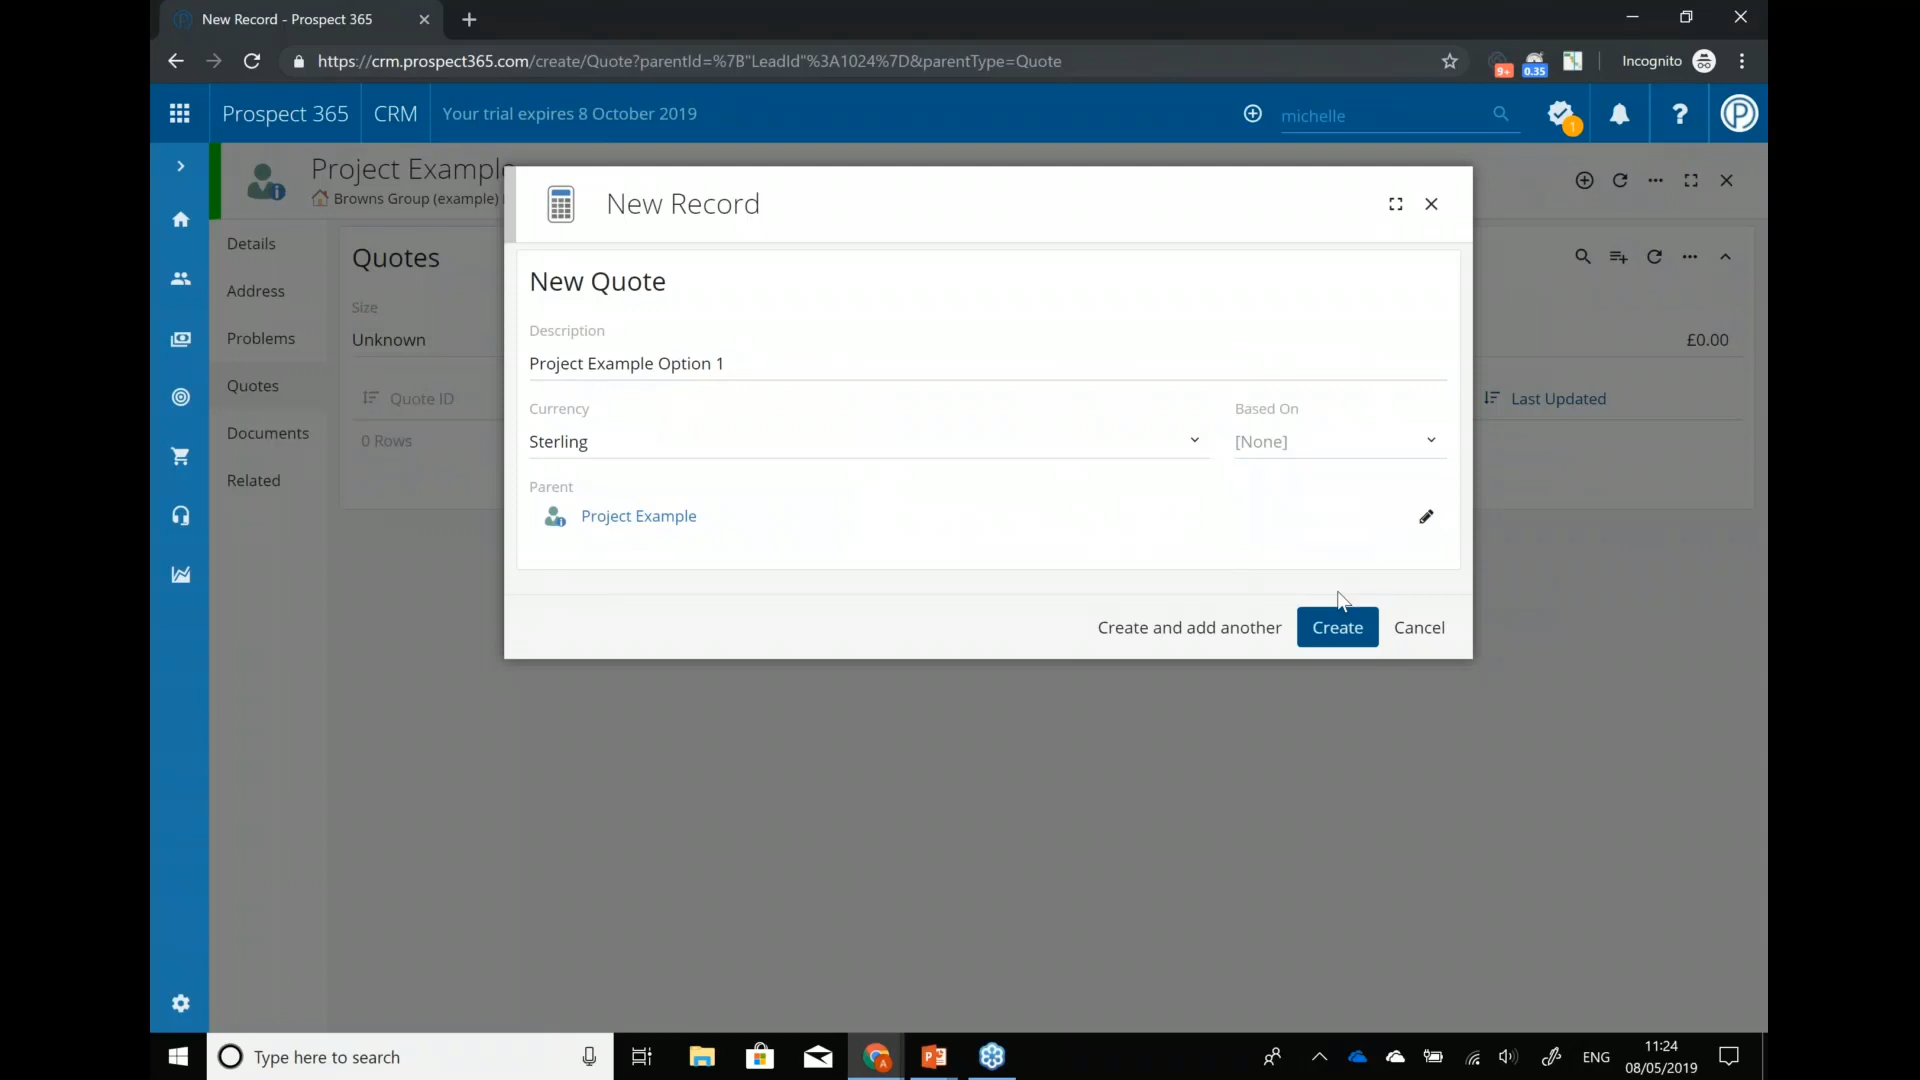 New Record - Prospect 365
https://crm.prospect365.com/create/Quote?parentId=%7B"LeadId"%3A1024%7D&parentType=Quote
9+
0.35
Incognito
Prospect 365
CRM
Your trial expires 8 October 2019
michelle
1
Project Example
Browns Group (example)
New Record
Details
Address
Problems
Quotes
Documents
Related
Quotes
Size
Unknown
£0.00
Quote ID
Last Updated
0 Rows
New Quote
Description
Project Example Option 1
Currency
Based On
Sterling
[None]
Parent
Project Example
Create and add another
Create
Cancel
Type here to search
ENG
11:24
08/05/2019